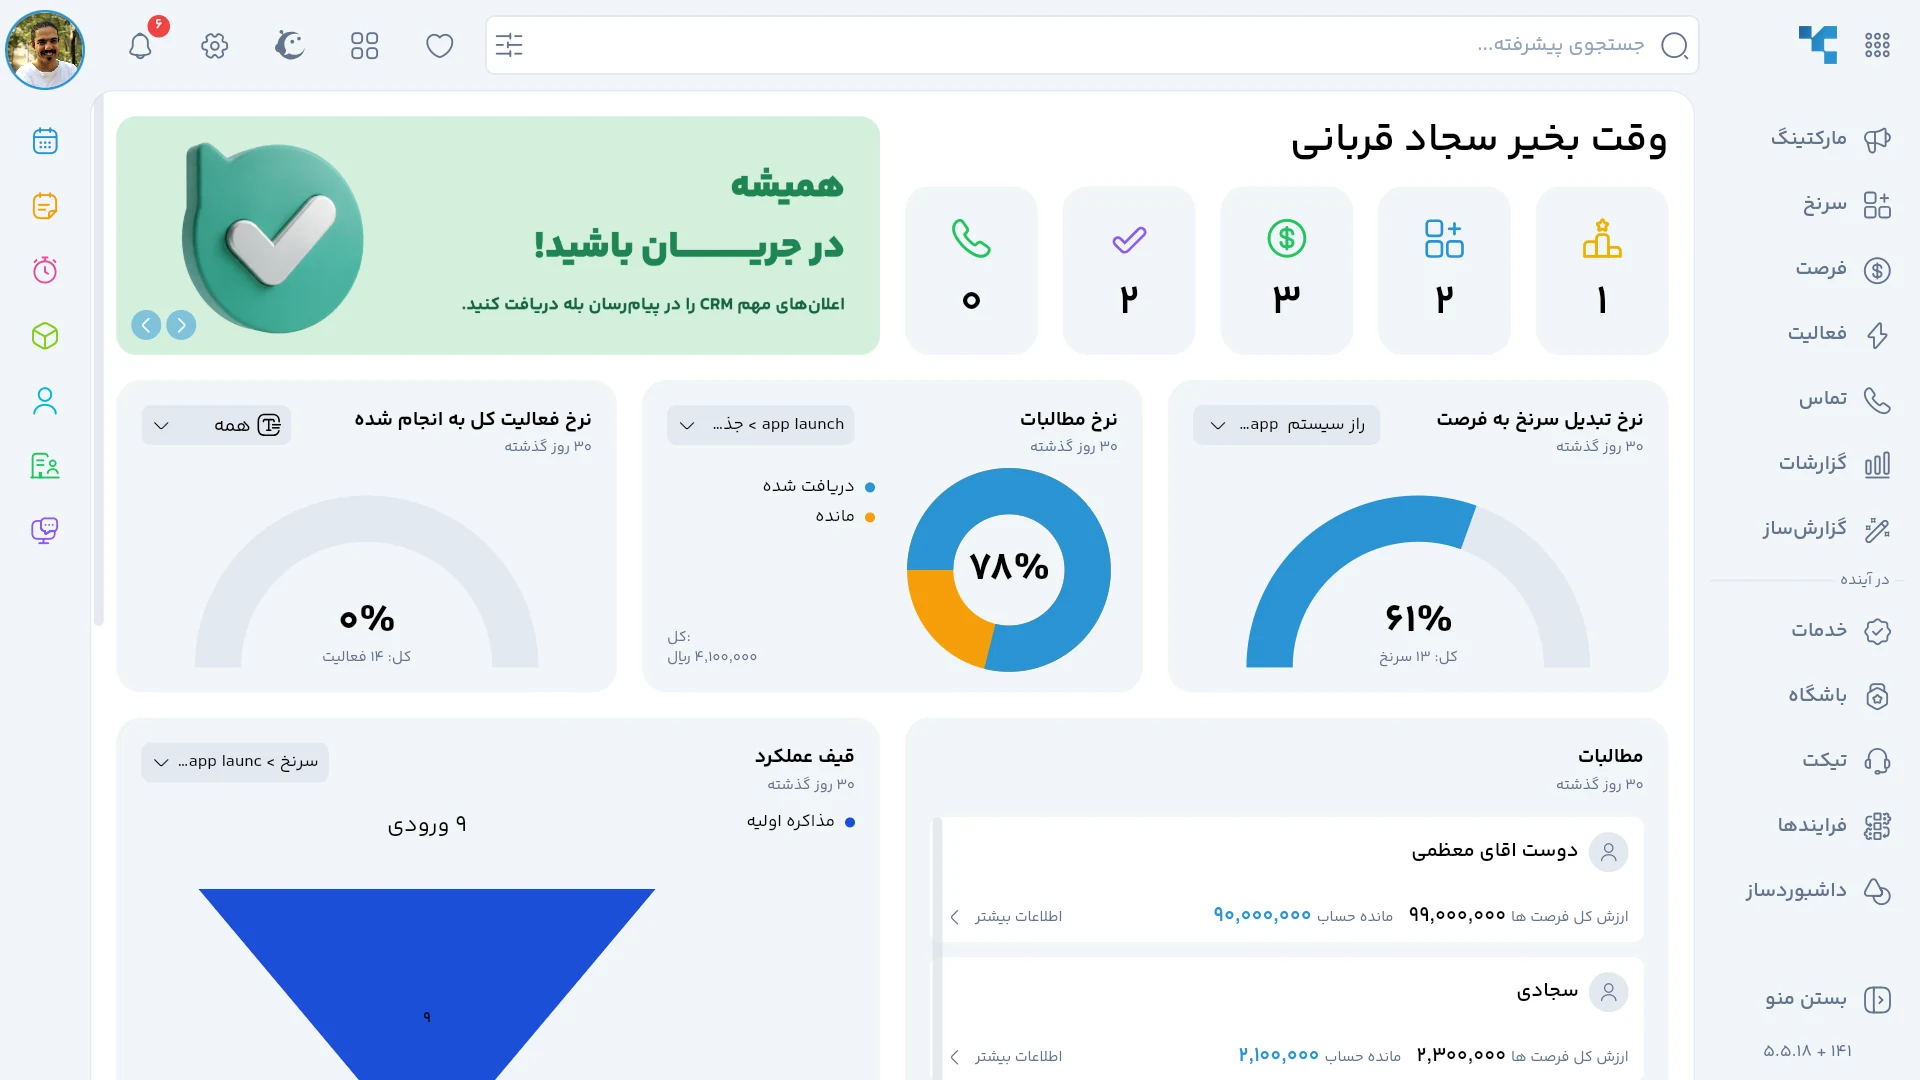 جستجوی پیشرفته...
۶
مارکتینگ
سرنخ
فرصت
فعالیت
تماس
گزارشات
گزارش‌ساز
در آینده
خدمات
باشگاه
تیکت
فرایندها
داشبوردساز
بستن منو
۵.۵.۱۸ + ۱۴۱
وقت بخیر سجاد قربانی
۱
۲
۳
۲
۰
همیشه
در جریـــــان باشید!
اعلان‌های مهم CRM را در پیام‌رسان بله دریافت کنید.
نرخ تبدیل سرنخ به فرصت
۳۰ روز گذشته
راز سیستم app...
۶۱%
کل: ۱۳ سرنخ
نرخ مطالبات
۳۰ روز گذشته
app launch > جذ...
دریافت شده
مانده
۷۸%
کل:
۴,۱۰۰,۰۰۰ ریال
نرخ فعالیت کل به انجام شده
۳۰ روز گذشته
همه
۰%
کل: ۱۴ فعالیت
مطالبات
۳۰ روز گذشته
دوست اقای معظمی
ارزش کل فرصت ها ۹۹,۰۰۰,۰۰۰ مانده حساب ۹۰,۰۰۰,۰۰۰ اطلاعات بیشتر
سجادی
ارزش کل فرصت ها ۲,۳۰۰,۰۰۰ مانده حساب ۲,۱۰۰,۰۰۰ اطلاعات بیشتر
قیف عملکرد
۳۰ روز گذشته
سرنخ > app launc...
مذاکره اولیه
۹ ورودی
۹